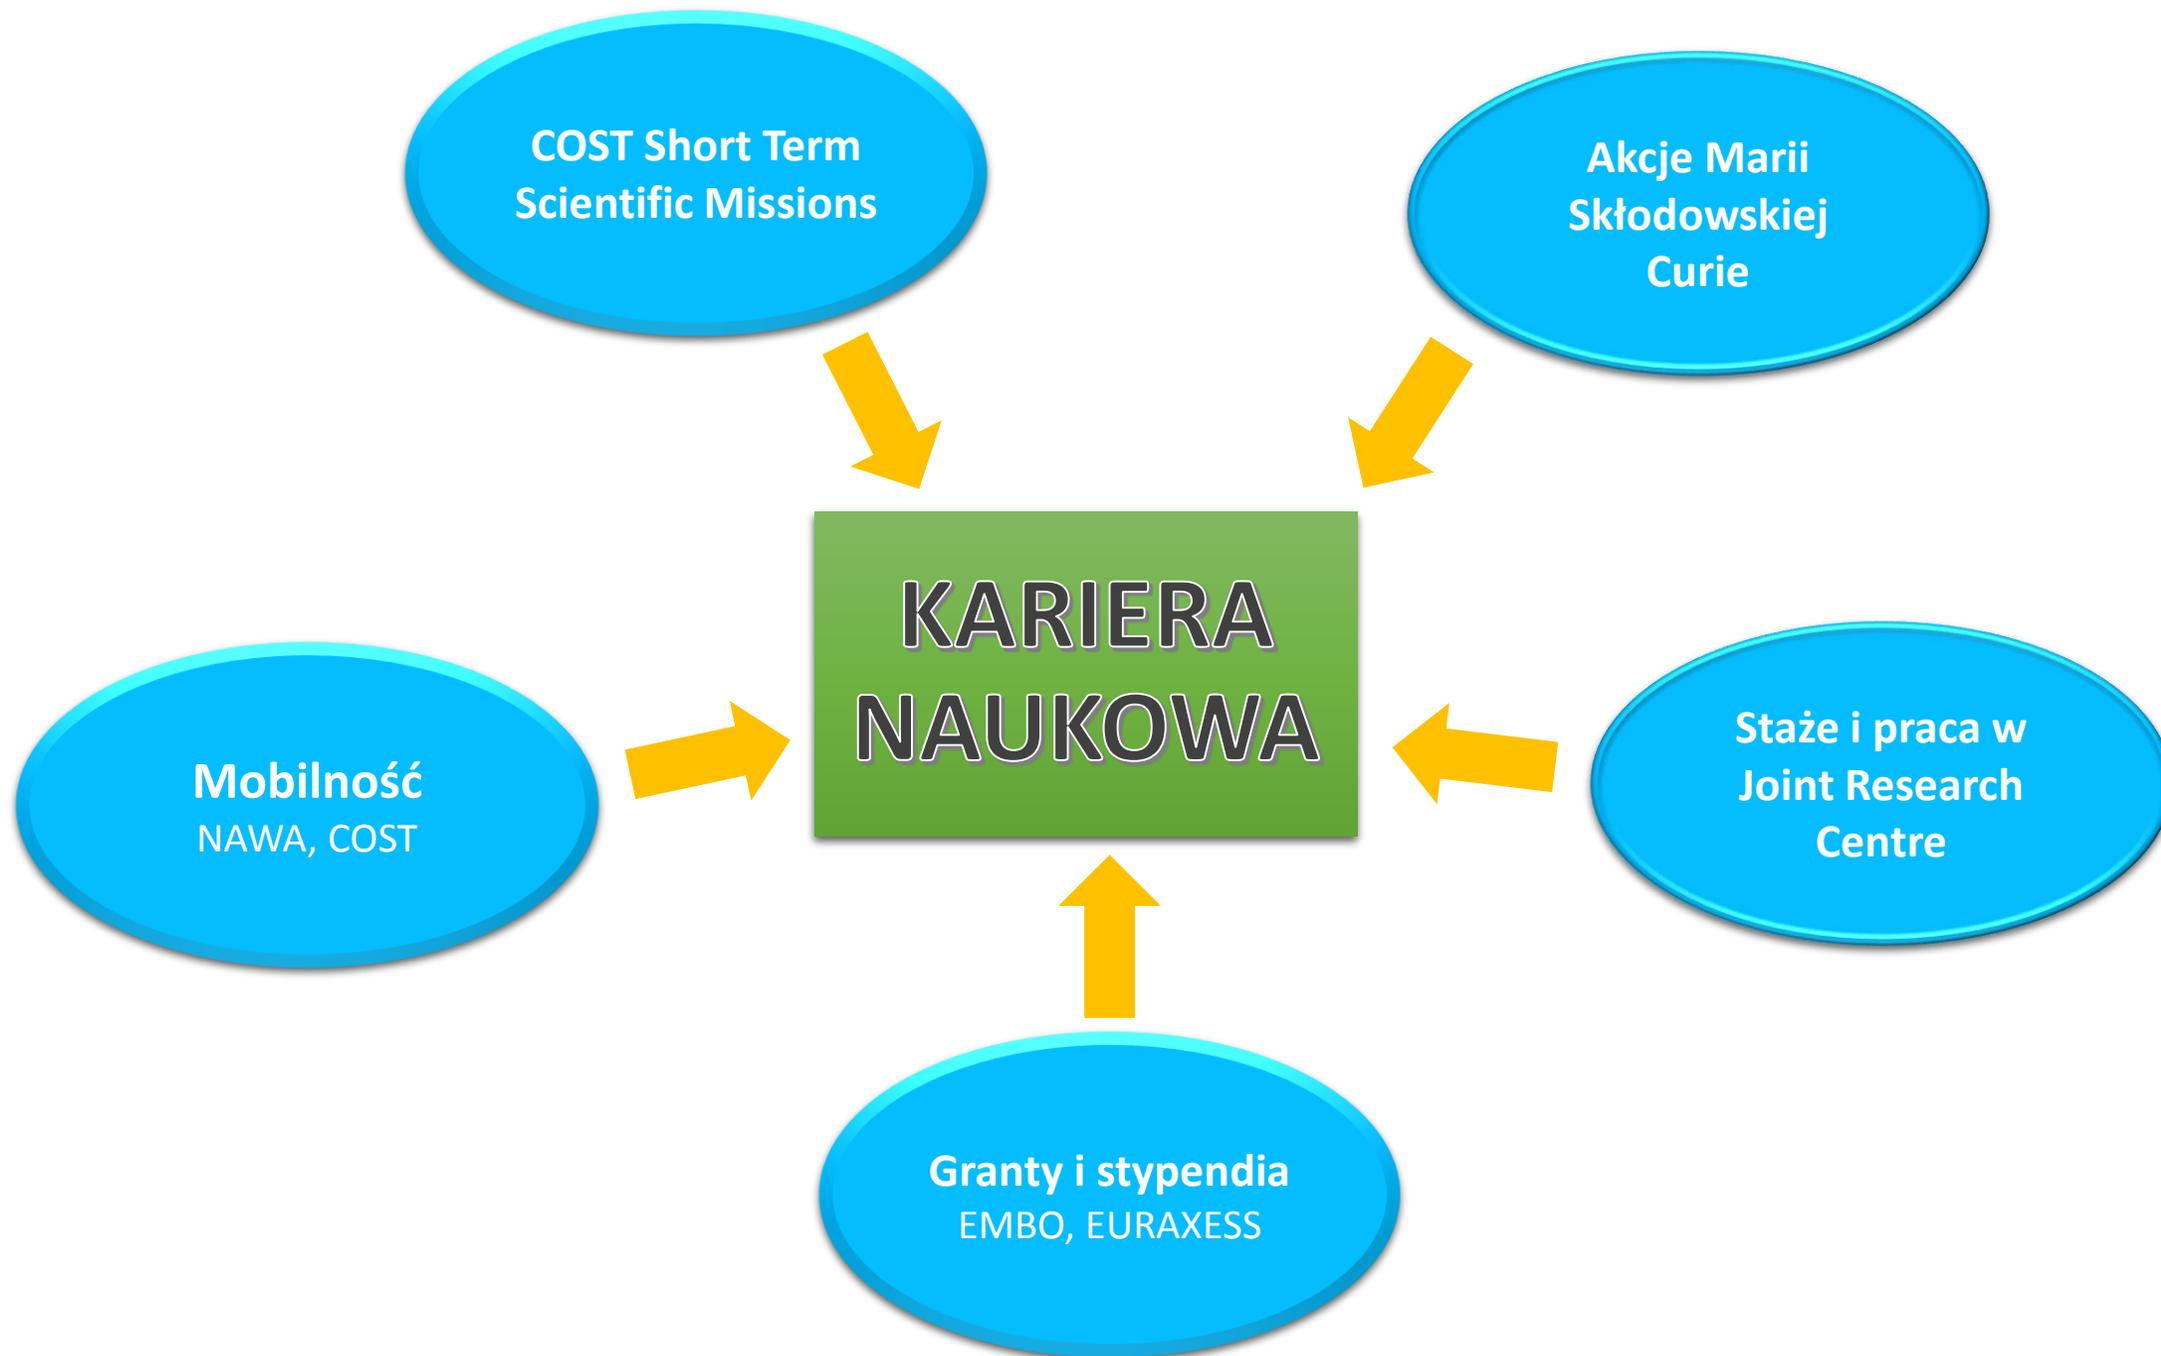 COST Short Term
Scientific Missions
Akcje Marii
Skłodowskiej
Curie
KARIERA
NAUKOWA
Mobilność
NAWA, COST
Staże i praca w
Joint Research
Centre
Granty i stypendia
EMBO, EURAXESS